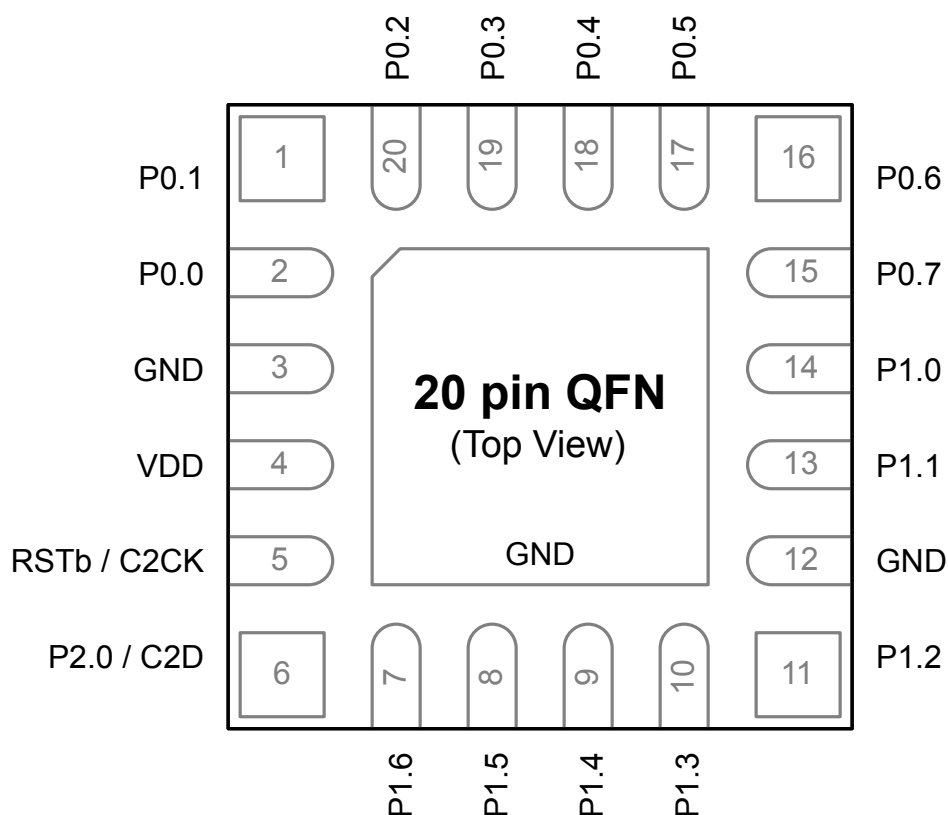 P0.2
P0.3
P0.4
P0.5
20
19
18
17
P0.1
1
16
P0.6
P0.0
2
15
P0.7
GND
3
14
P1.0
20 pin QFN
(Top View)
VDD
4
13
P1.1
RSTb / C2CK
5
GND
12
GND
P2.0 / C2D
6
7
8
9
10
11
P1.2
P1.6
P1.5
P1.4
P1.3